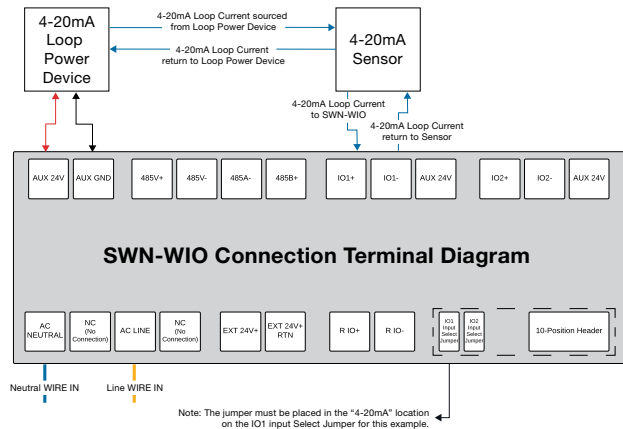 4-20mA
Loop
Power
Device
4-20mA Loop Current sourced
from Loop Power Device
4-20mA Loop Current
return to Loop Power Device
4-20mA
Sensor
4-20mA Loop Current
to SWN-WIO
4-20mA Loop Current
return to Sensor
AUX 24V
AUX GND
485V+
485V-
485A-
485B+
IO1+
IO1-
AUX 24V
IO2+
IO2-
AUX 24V
SWN-WIO Connection Terminal Diagram
AC
NEUTRAL
NC
(No
Connection)
AC LINE
NC
(No
Connection)
EXT 24V+
EXT 24V+
RTN
R IO+
R IO-
IO1
Input
Select
Jumper
IO2
Input
Select
Jumper
10-Position Header
Neutral WIRE IN
Line WIRE IN
Note: The jumper must be placed in the “4-20mA” location
on the IO1 input Select Jumper for this example.